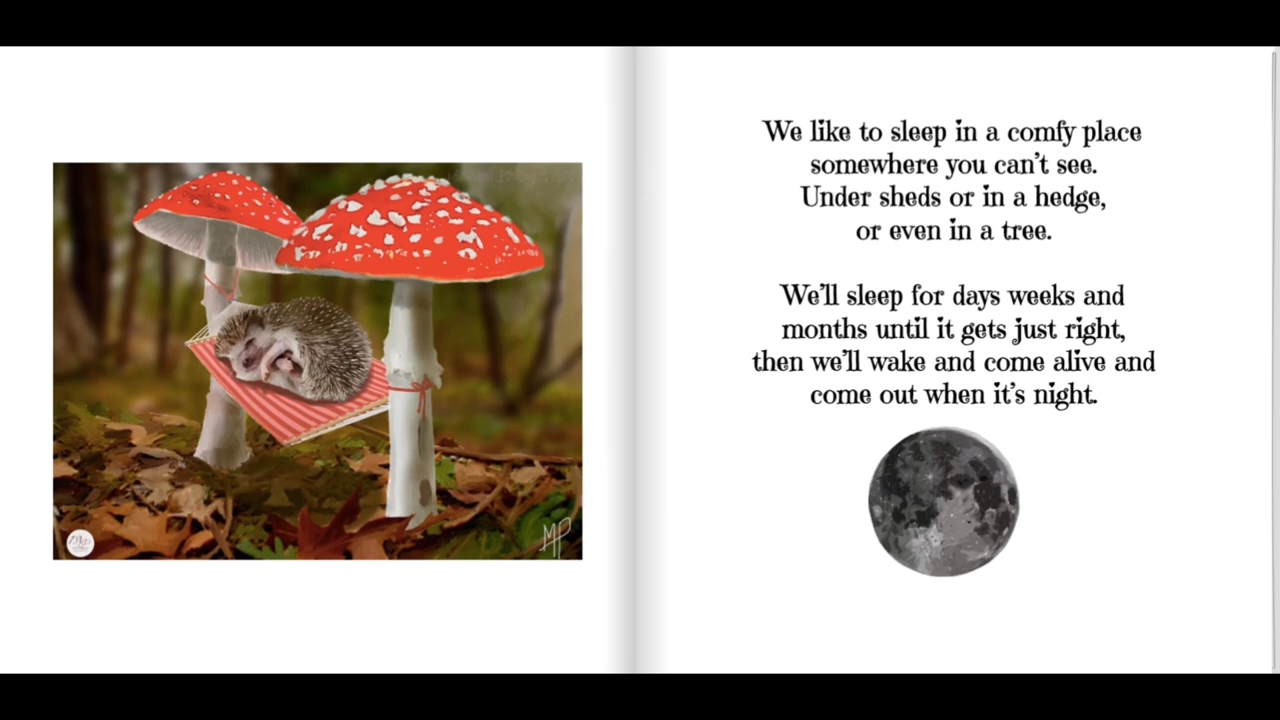 We like to sleep in a comfy place
somewhere you can't see.
Under sheds or in a hedge,
or even in a tree.
We'll sleep for days weeks and
months until it gets just right,
then we'll wake and come alive and
come out when it's night.
MP